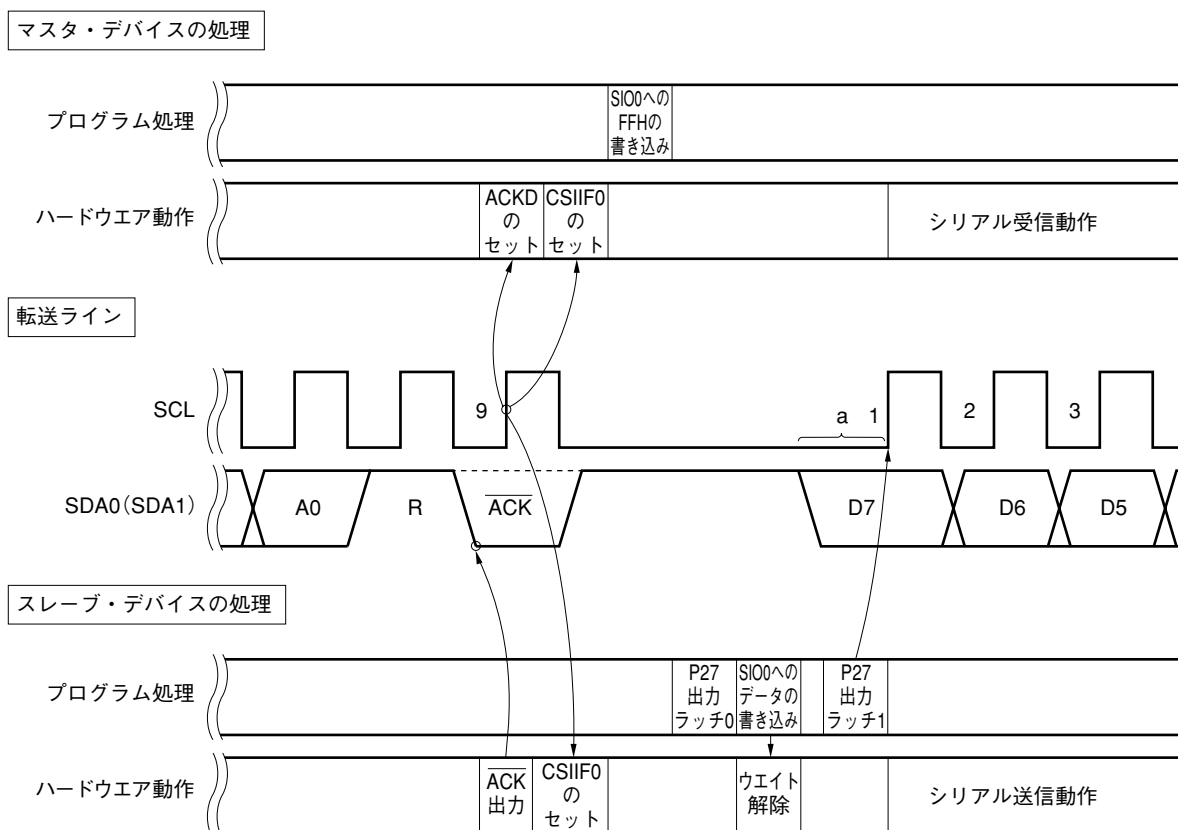 マスタ・デバイスの処理
プログラム処理
SIO0への
FFHの
書き込み
ハードウエア動作
ACKD
の
セット
CSIIF0
の
セット
シリアル受信動作
転送ライン
SCL
9
a
1
2
3
SDA0(SDA1)
A0
R
ACK
D7
D6
D5
スレーブ・デバイスの処理
プログラム処理
P27
出力
ラッチ0
SIO0への
データの
書き込み
P27
出力
ラッチ1
ハードウエア動作
ACK
出力
CSIIF0
の
セット
ウエイト
解除
シリアル送信動作